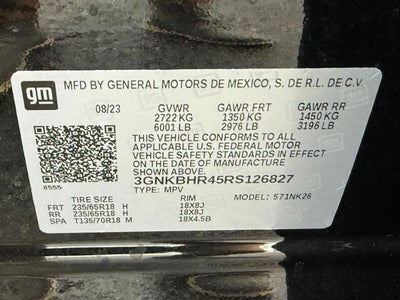 gm
MFD BY GENERAL MOTORS DE MEXICO, S. DE R.L. DE C.V.
08/23 GVWR GAWR FRT GAWR RR
2722 KG 1350 KG 1450 KG
6001 LB 2976 LB 3196 LB
THIS VEHICLE CONFORMS TO ALL
APPLICABLE U.S. FEDERAL MOTOR
VEHICLE SAFETY STANDARDS IN EFFECT
ON THE DATE OF MANUFACTURE
SHOWN ABOVE.
3GNKBHR45RS126827
8555 TYPE: MPV MODEL: 571NK26
TIRE SIZE RIM
FRT 235/65R18 H 18X8J
RR 235/65R18 H 18X8J
SPA T135/70R18 M 18X4.5B